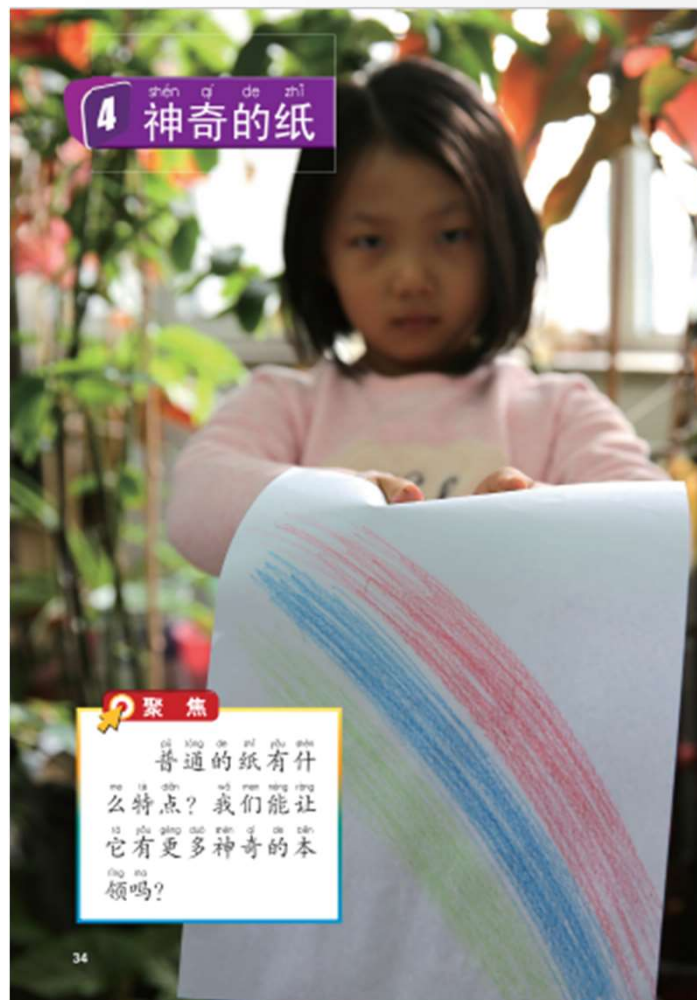 shén qí de zhǐ
4 神奇的纸
聚焦
pǔ tōng de zhǐ yǒu shén
普通的纸有什
me tè diǎn wǒ men néng ràng
么特点？我们能让
tā yǒu gèng duō shén qí de běn
它有更多神奇的本
lǐng ma
领吗？
34